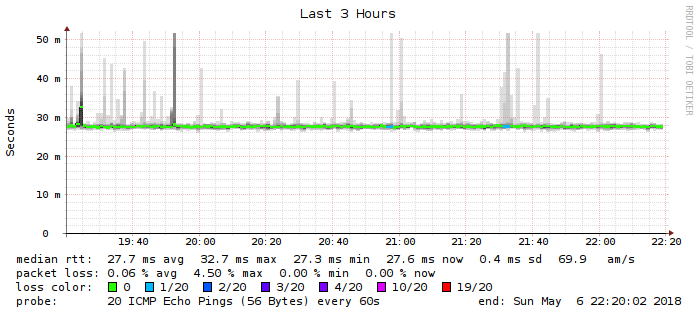 Last 3 Hours
RRDTOOL / TOBI OETIKER
Seconds
50 m
40 m
30 m
20 m
10 m
0
19:40 20:00 20:20 20:40 21:00 21:20 21:40 22:00 22:20
median rtt: 27.7 ms avg 32.7 ms max 27.3 ms min 27.6 ms now 0.4 ms sd 69.9 am/s
packet loss: 0.06 % avg 4.50 % max 0.00 % min 0.00 % now
loss color: 0 1/20 2/20 3/20 4/20 10/20 19/20
probe: 20 ICMP Echo Pings (56 Bytes) every 60s end: Sun May 6 22:20:02 2018